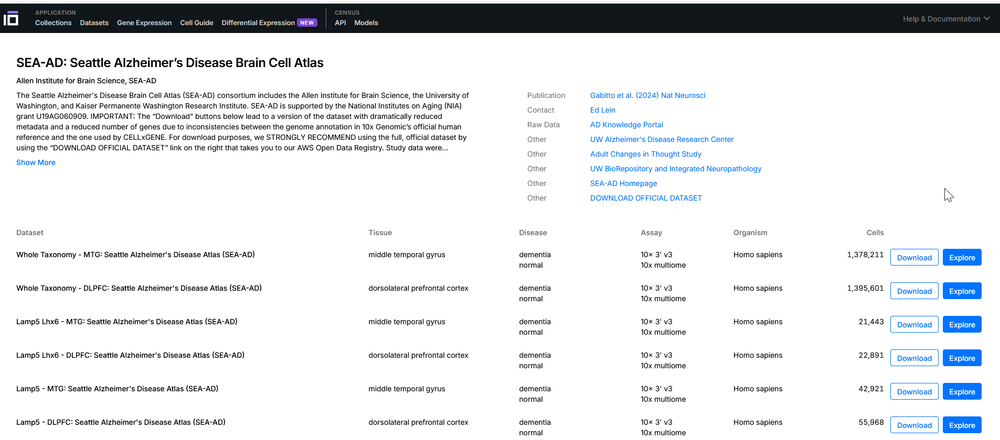 APPLICATION
Collections Datasets Gene Expression Cell Guide Differential Expression NEW
CENSUS
API Models
Help & Documentation
SEA-AD: Seattle Alzheimer’s Disease Brain Cell Atlas
Allen Institute for Brain Science, SEA-AD
The Seattle Alzheimer's Disease Brain Cell Atlas (SEA-AD) consortium includes the Allen Institute for Brain Science, the University of
Washington, and Kaiser Permanente Washington Research Institute. SEA-AD is supported by the National Institutes on Aging (NIA)
grant U19AG060909. IMPORTANT: The “Download” buttons below lead to a version of the dataset with dramatically reduced
metadata and a reduced number of genes due to inconsistencies between the genome annotation in 10x Genomic’s official human
reference and the one used by CELLxGENE. For download purposes, we STRONGLY RECOMMEND using the full, official dataset by
using the “DOWNLOAD OFFICIAL DATASET” link on the right that takes you to our AWS Open Data Registry. Study data were...
Show More
Publication Gabitto et al. (2024) Nat Neurosci
Contact Ed Lein
Raw Data AD Knowledge Portal
Other UW Alzheimer's Disease Research Center
Other Adult Changes in Thought Study
Other UW BioRepository and Integrated Neuropathology
Other SEA-AD Homepage
Other DOWNLOAD OFFICIAL DATASET
Dataset Tissue Disease Assay Organism Cells
Whole Taxonomy - MTG: Seattle Alzheimer's Disease Atlas (SEA-AD) middle temporal gyrus dementia 10x 3' v3 Homo sapiens 1,378,211 Download Explore
normal 10x multiome
Whole Taxonomy - DLPFC: Seattle Alzheimer's Disease Atlas (SEA-AD) dorsolateral prefrontal cortex dementia 10x 3' v3 Homo sapiens 1,395,601 Download Explore
normal 10x multiome
Lamp5 Lhx6 - MTG: Seattle Alzheimer's Disease Atlas (SEA-AD) middle temporal gyrus dementia 10x 3' v3 Homo sapiens 21,443 Download Explore
normal 10x multiome
Lamp5 Lhx6 - DLPFC: Seattle Alzheimer's Disease Atlas (SEA-AD) dorsolateral prefrontal cortex dementia 10x 3' v3 Homo sapiens 22,891 Download Explore
normal 10x multiome
Lamp5 - MTG: Seattle Alzheimer's Disease Atlas (SEA-AD) middle temporal gyrus dementia 10x 3' v3 Homo sapiens 42,921 Download Explore
normal 10x multiome
Lamp5 - DLPFC: Seattle Alzheimer's Disease Atlas (SEA-AD) dorsolateral prefrontal cortex dementia 10x 3' v3 Homo sapiens 55,968 Download Explore
normal 10x multiome